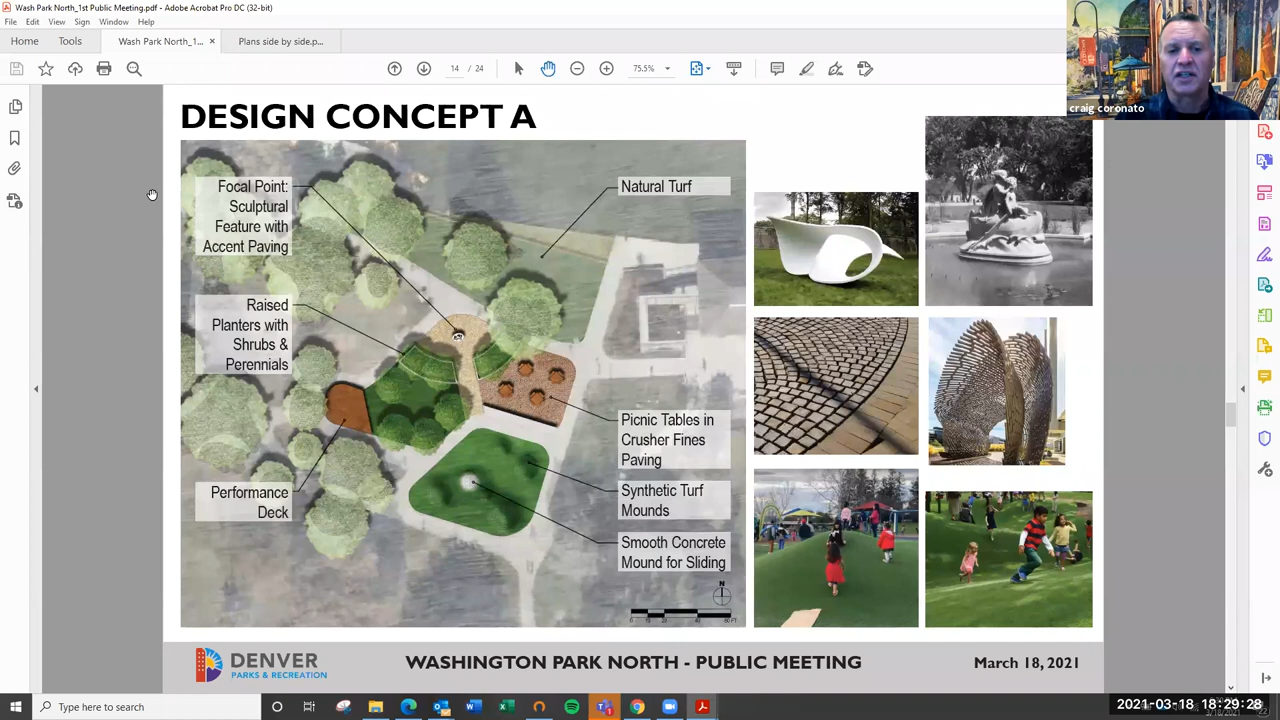 Wash Park North_1st Public Meeting.pdf - Adobe Acrobat Pro DC (32-bit)
File Edit View Sign Window Help
Home Tools Wash Park North_1... × Plans side by side.p...
14 / 24 75.5%
craig coronato
DESIGN CONCEPT A
Focal Point:
Sculptural
Feature with
Accent Paving
Natural Turf
Raised
Planters with
Shrubs &
Perennials
Picnic Tables in
Crusher Fines
Paving
Synthetic Turf
Mounds
Performance
Deck
Smooth Concrete
Mound for Sliding
N
DENVER
PARKS & RECREATION
WASHINGTON PARK NORTH - PUBLIC MEETING
March 18, 2021
Type here to search
2021-03-18 18:29:28